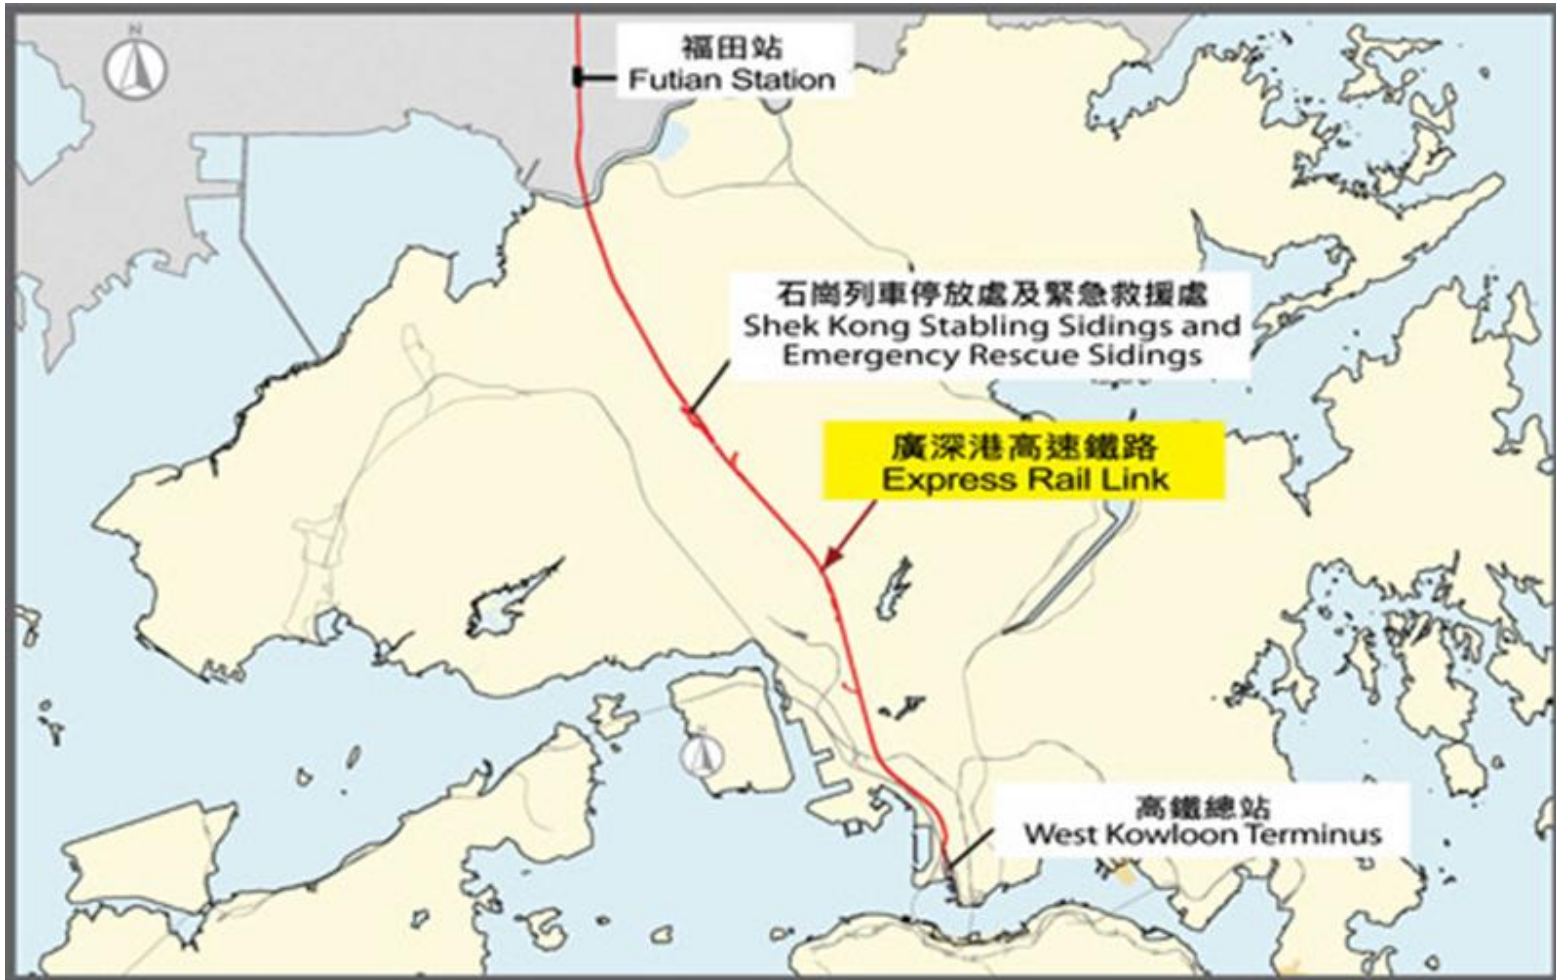 N
福田站
Futian Station
石崗列車停放處及緊急救援處
Shek Kong Stabling Sidings and
Emergency Rescue Sidings
廣深港高速鐵路
Express Rail Link
N
高鐵總站
West Kowloon Terminus